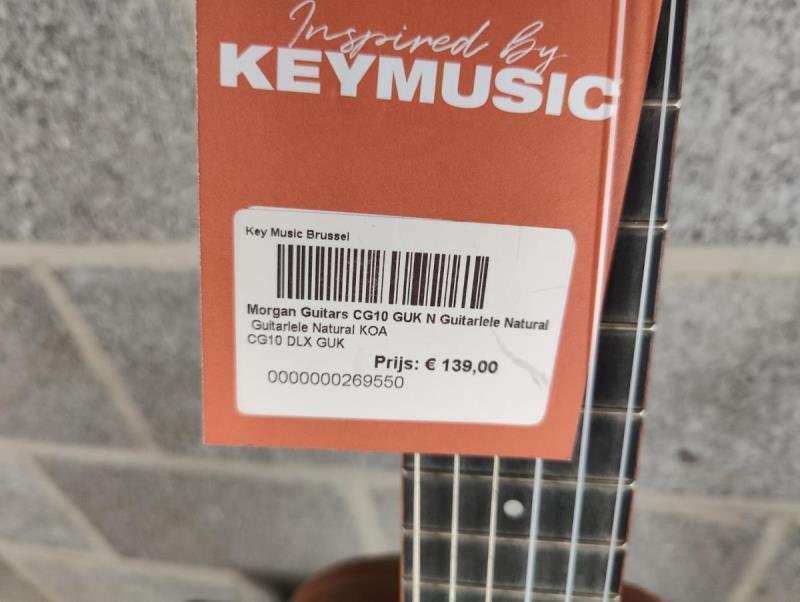 Inspired by
KEYMUSIC
Key Music Brussel
Morgan Guitars CG10 GUK N Guitarlele Natural
Guitarlele Natural KOA
CG10 DLX GUK
Prijs: € 139,00
0000000269550